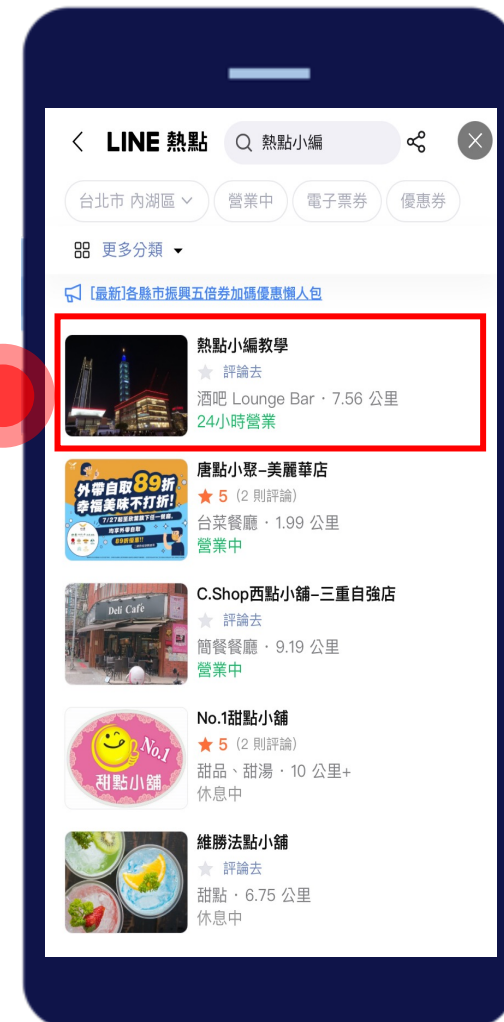 LINE 熱點
熱點小編
台北市 內湖區
營業中
電子票券
優惠券
更多分類
[最新]各縣市振興五倍券加碼優惠懶人包
熱點小編教學
評論去
酒吧 Lounge Bar・7.56 公里
24小時營業
外帶自取89折
幸福美味不打折!
唐點小聚–美麗華店
5 (2 則評論)
台菜餐廳・1.99 公里
營業中
Deli Cafe
C.Shop西點小舖–三重自強店
評論去
簡餐餐廳・9.19 公里
營業中
No.1
甜點小舖
No.1甜點小舖
5 (2 則評論)
甜品、甜湯・10 公里+
休息中
維勝法點小舖
評論去
甜點・6.75 公里
休息中